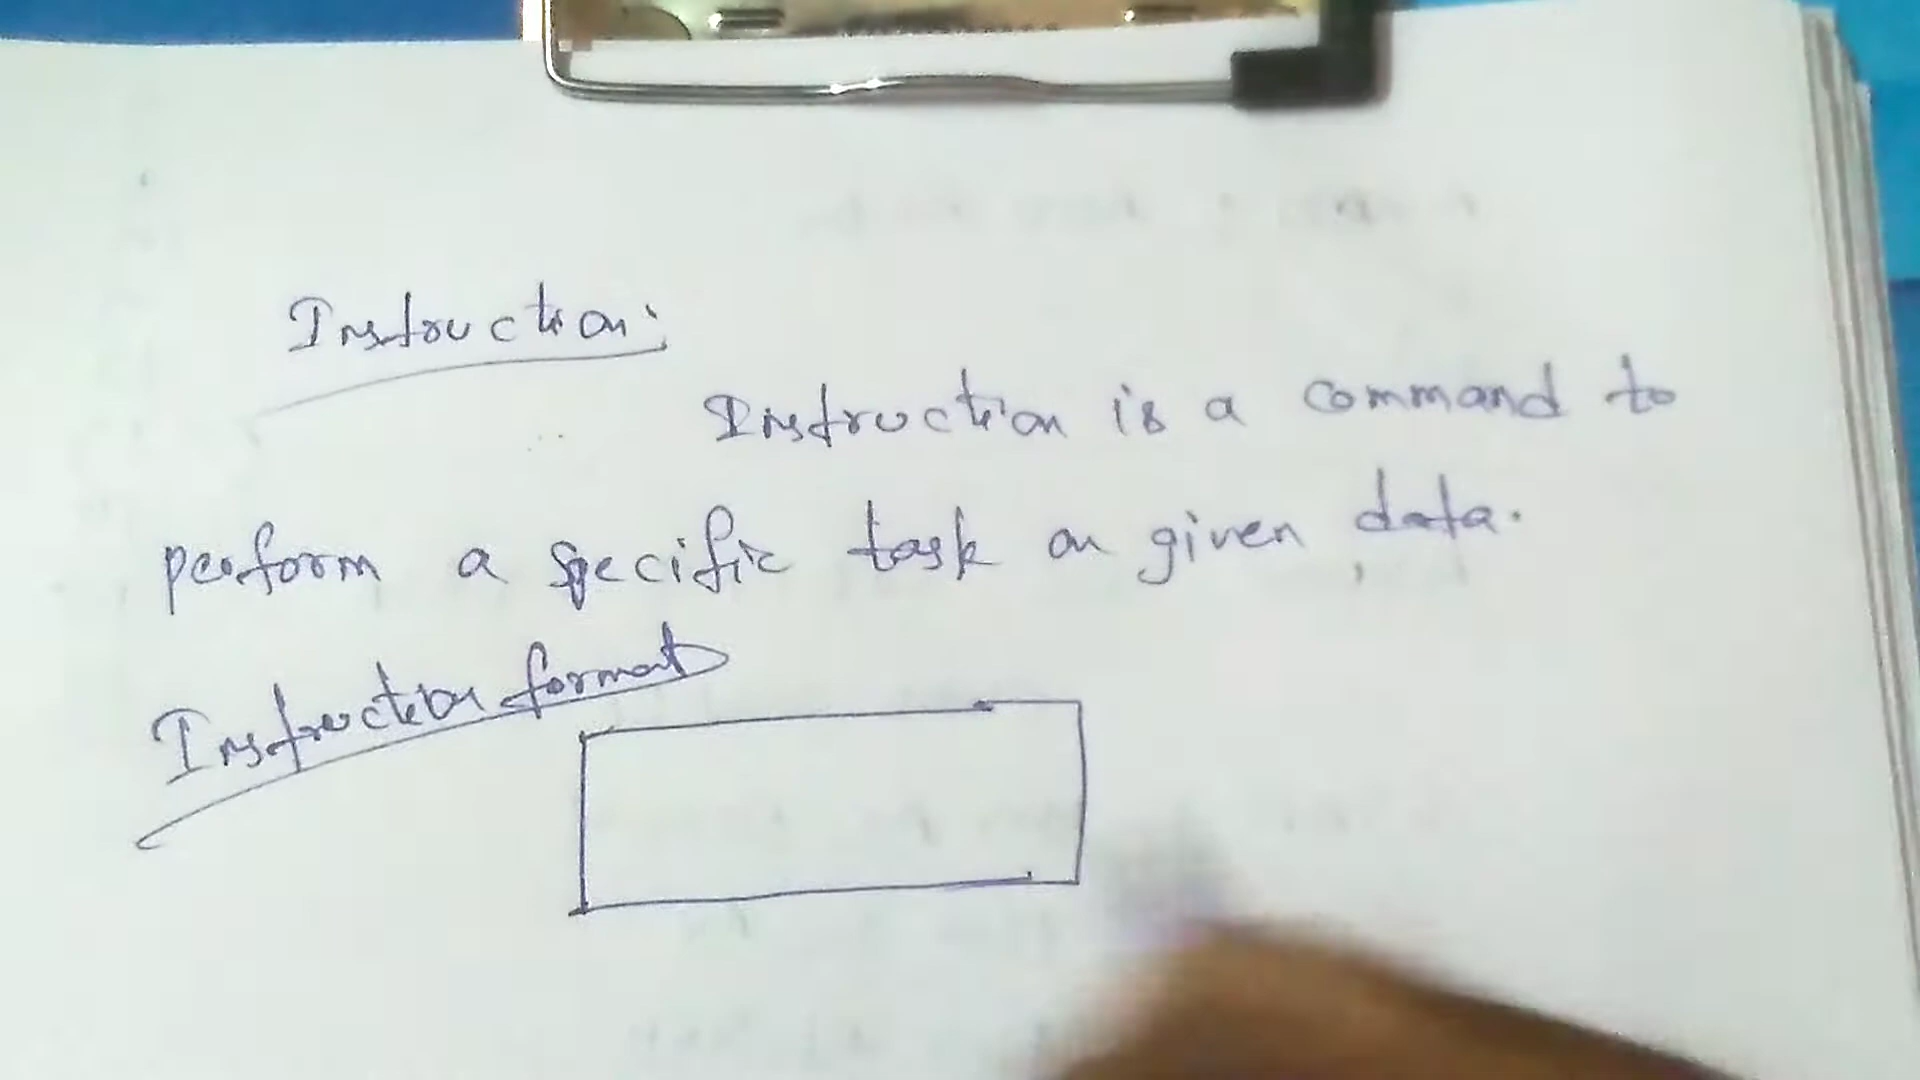 Instruction:
Instruction is a command to
perform a specific task on given data.
Instruction format